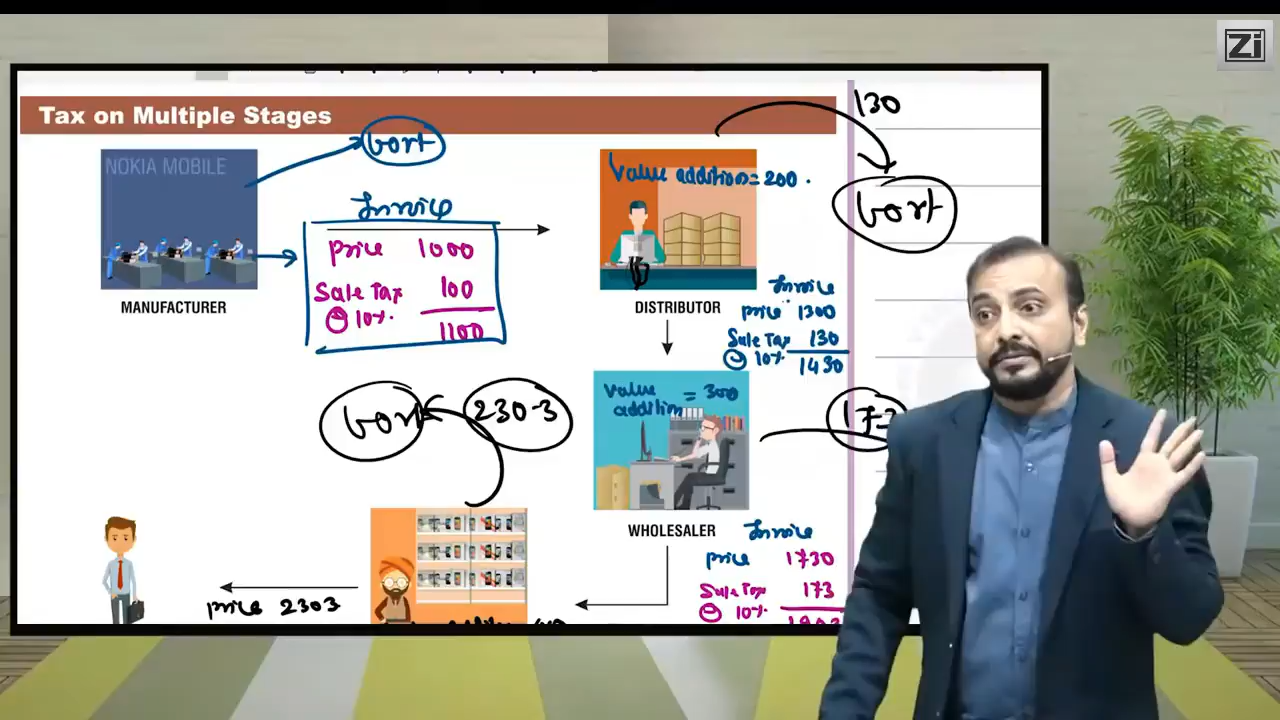 Zi
Tax on Multiple Stages
130
NOKIA MOBILE
Govt
Value addition = 200
Govt
Invoice
Price 1000
Sale Tax 100
@ 10%
1100
MANUFACTURER
DISTRIBUTOR
Invoice
Price 1300
Sale Tax 130
@ 10%
1430
Value addition = 300
Govt
230.3
173
WHOLESALER
Invoice
Price 1730
Sale Tax 173
@ 10%
Price 2303